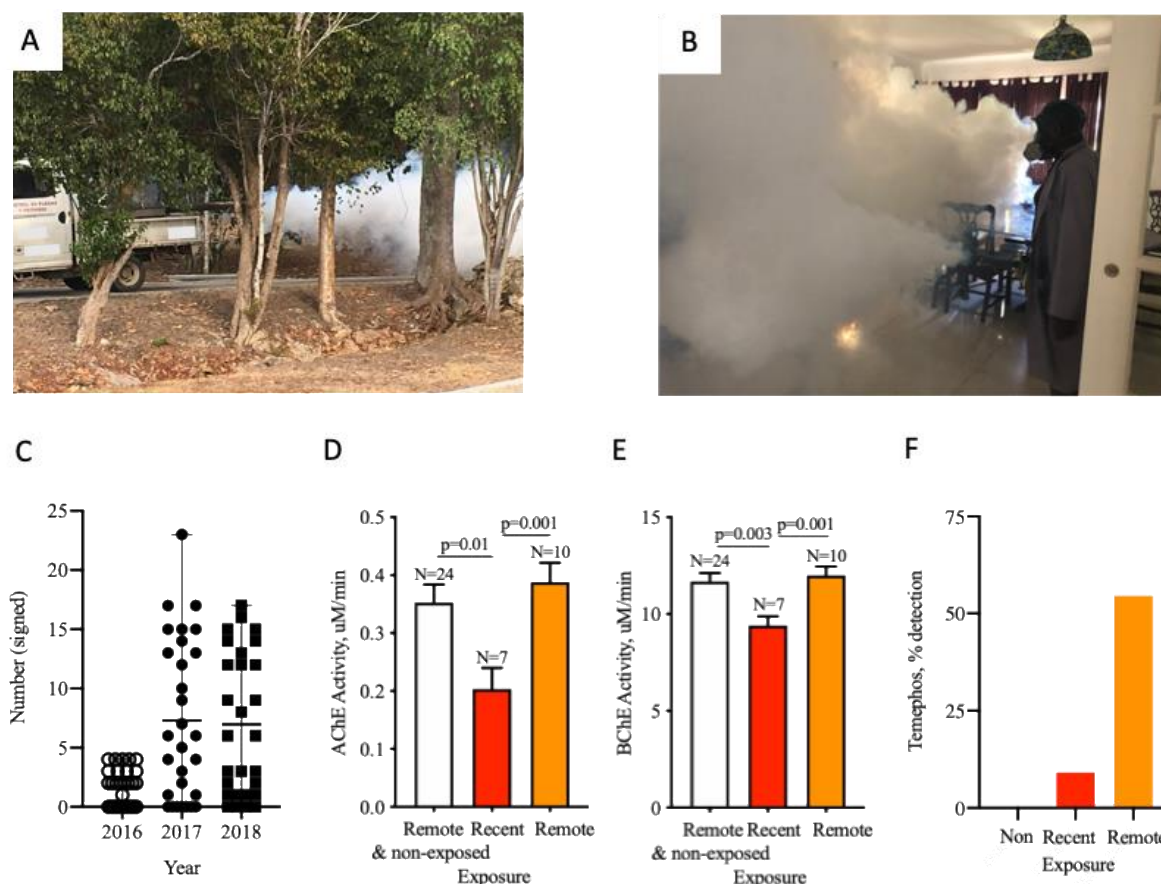 A
B
C
D
E
F
25
20
15
10
5
0
Number (signed)
2016 2017 2018
Year
0.5
0.4
0.3
0.2
0.1
0.0
AChE Activity, uM/min
p=0.01
p=0.001
N=24
N=7
N=10
Remote Recent Remote
& non-exposed
Exposure
15
10
5
0
BChE Activity, uM/min
p=0.003
p=0.001
N=24
N=7
N=10
Remote Recent Remote
& non-exposed
Exposure
75
50
25
0
Temephos, % detection
Non Recent Remote
Exposure